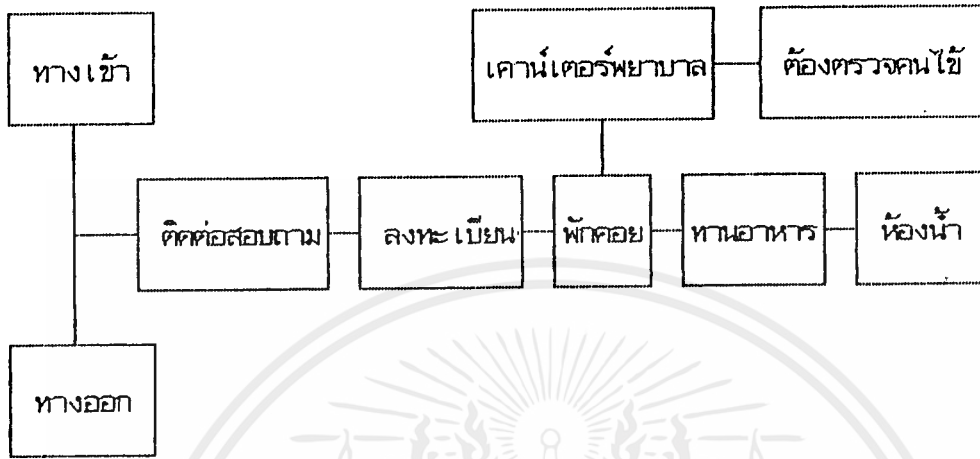 ทางเข้า
เคาน์เตอร์พยาบาล
ต้องตรวจคนไข้
ติดต่อสอบถาม
ลงทะเบียน
พักคอย
ทานอาหาร
ห้องน้ำ
ทางออก